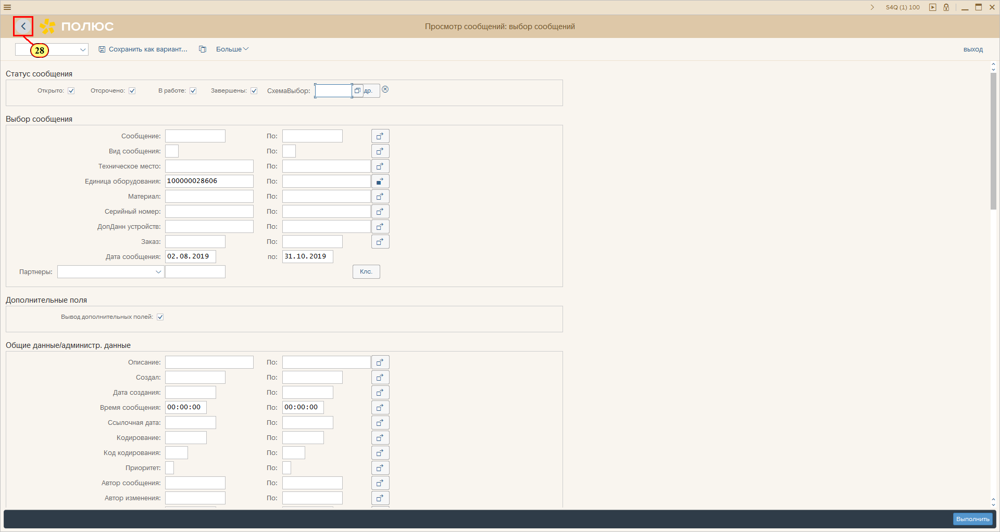 S4Q (1) 100
ПОЛЮС
Просмотр сообщений: выбор сообщений
28
Сохранить как вариант...
Больше
выход
Статус сообщения
Открыто:
Отсрочено:
В работе:
Завершены:
СхемаВыбор:
др.
Выбор сообщения
Сообщение: По:
Вид сообщения: По:
Техническое место: По:
Единица оборудования: 100000028606 По:
Материал: По:
Серийный номер: По:
ДопДанн устройств: По:
Заказ: По:
Дата сообщения: 02.08.2019 по: 31.10.2019
Партнеры: Клс.
Дополнительные поля
Вывод дополнительных полей:
Общие данные/администр. данные
Описание: По:
Создал: По:
Дата создания: По:
Время сообщения: 00:00:00 По: 00:00:00
Ссылочная дата: По:
Кодирование: По:
Код кодирования: По:
Приоритет: По:
Автор сообщения: По:
Автор изменения: По:
Выполнить